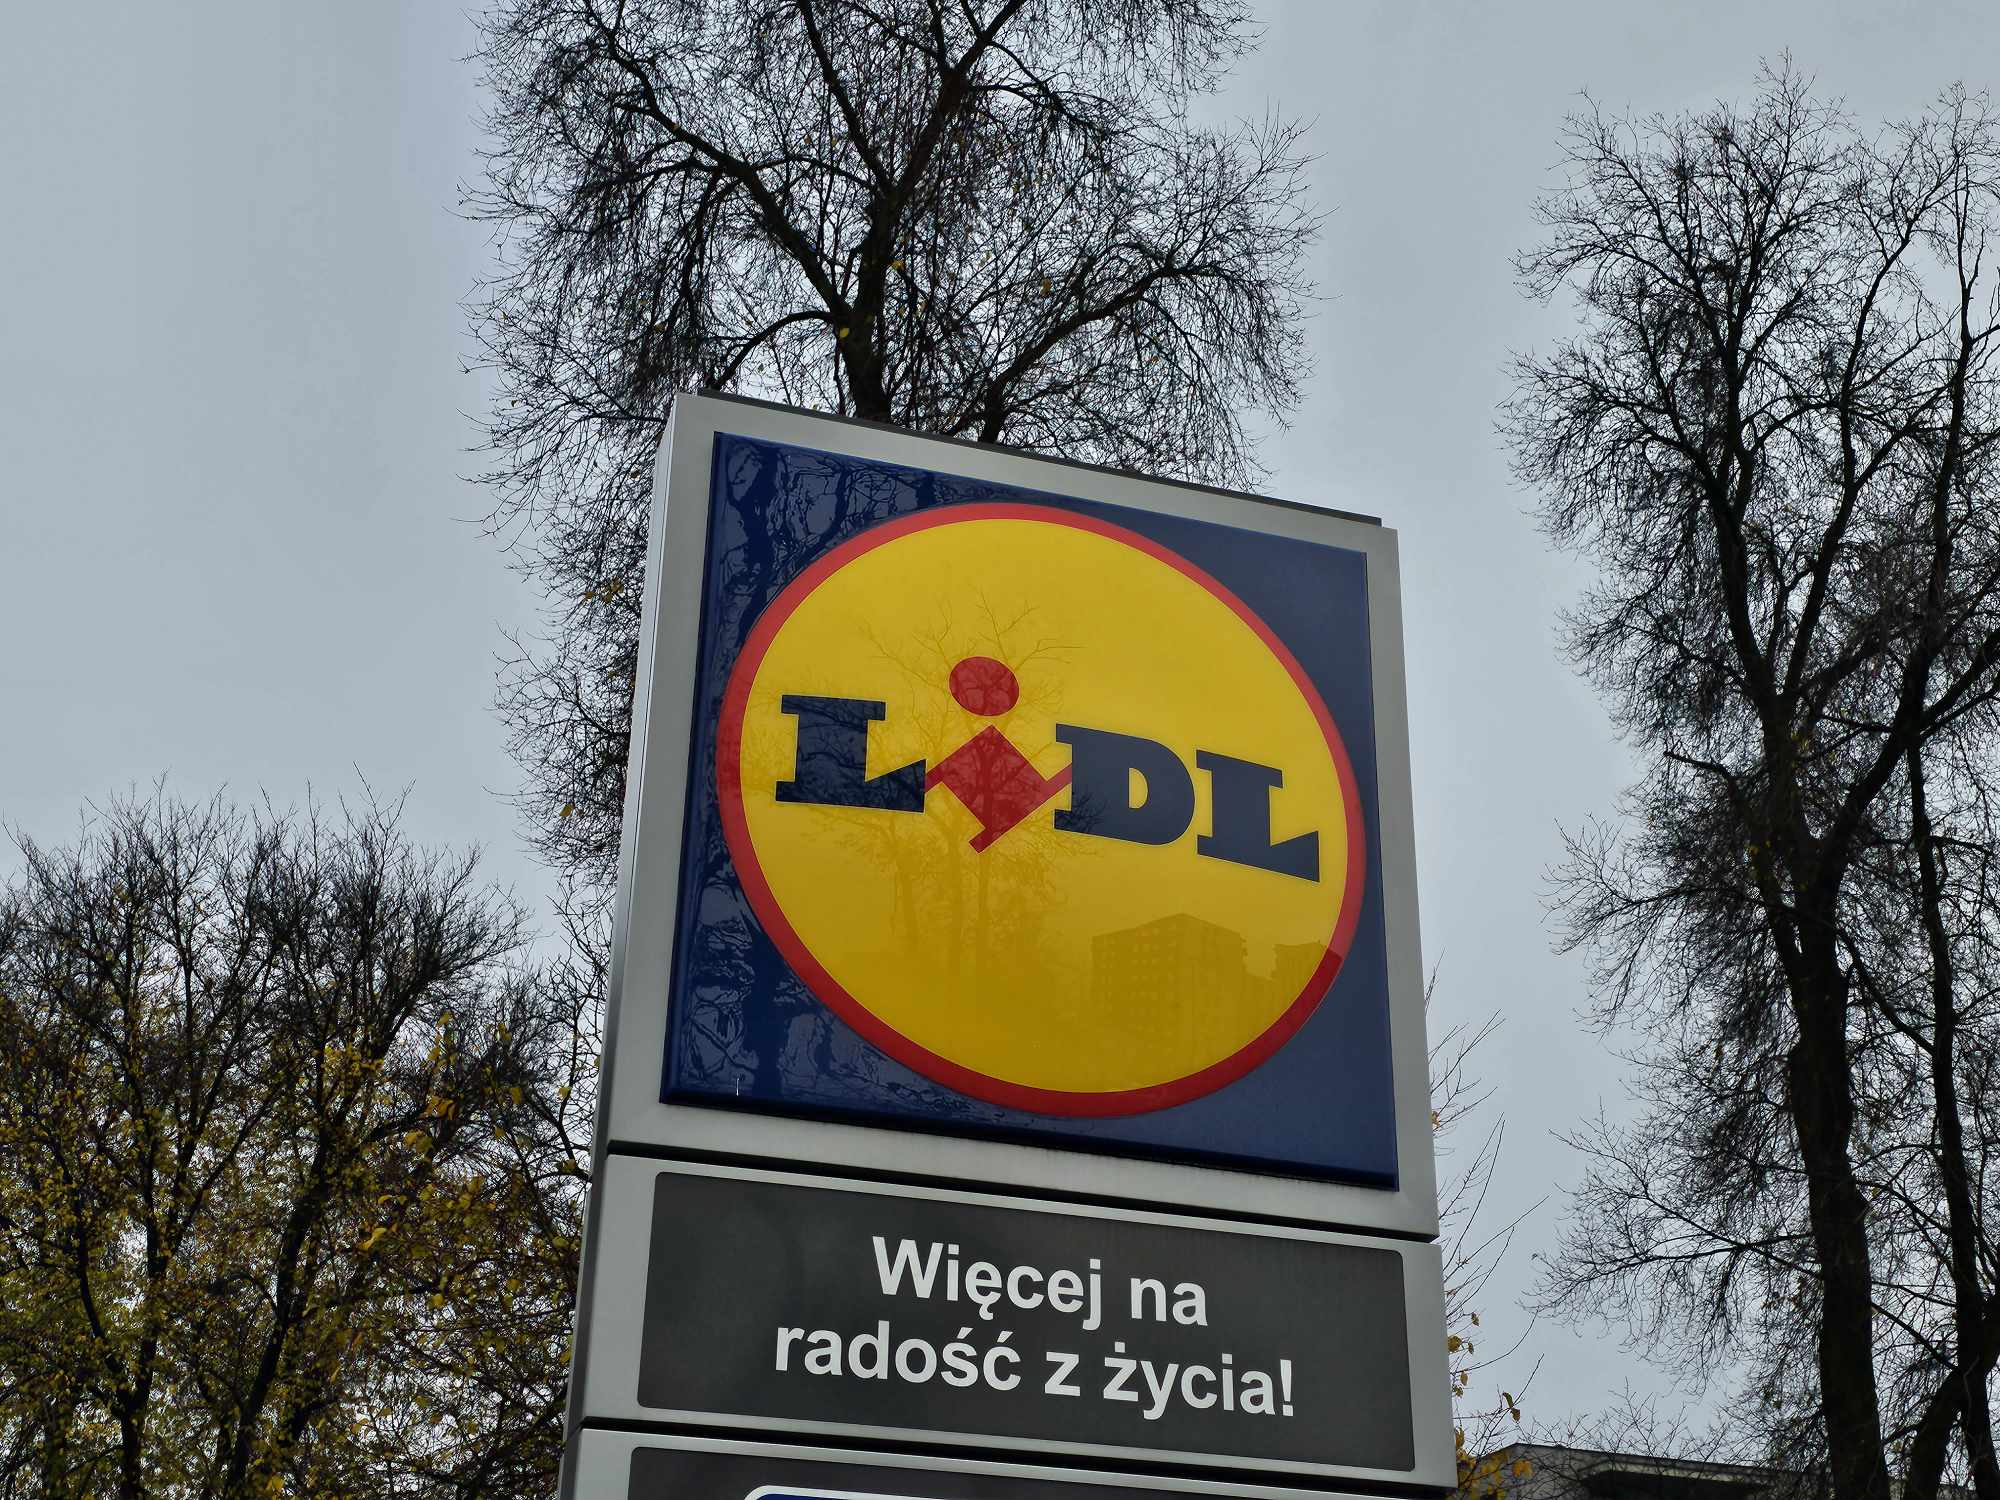 LiDL
Więcej na
radość z życia!